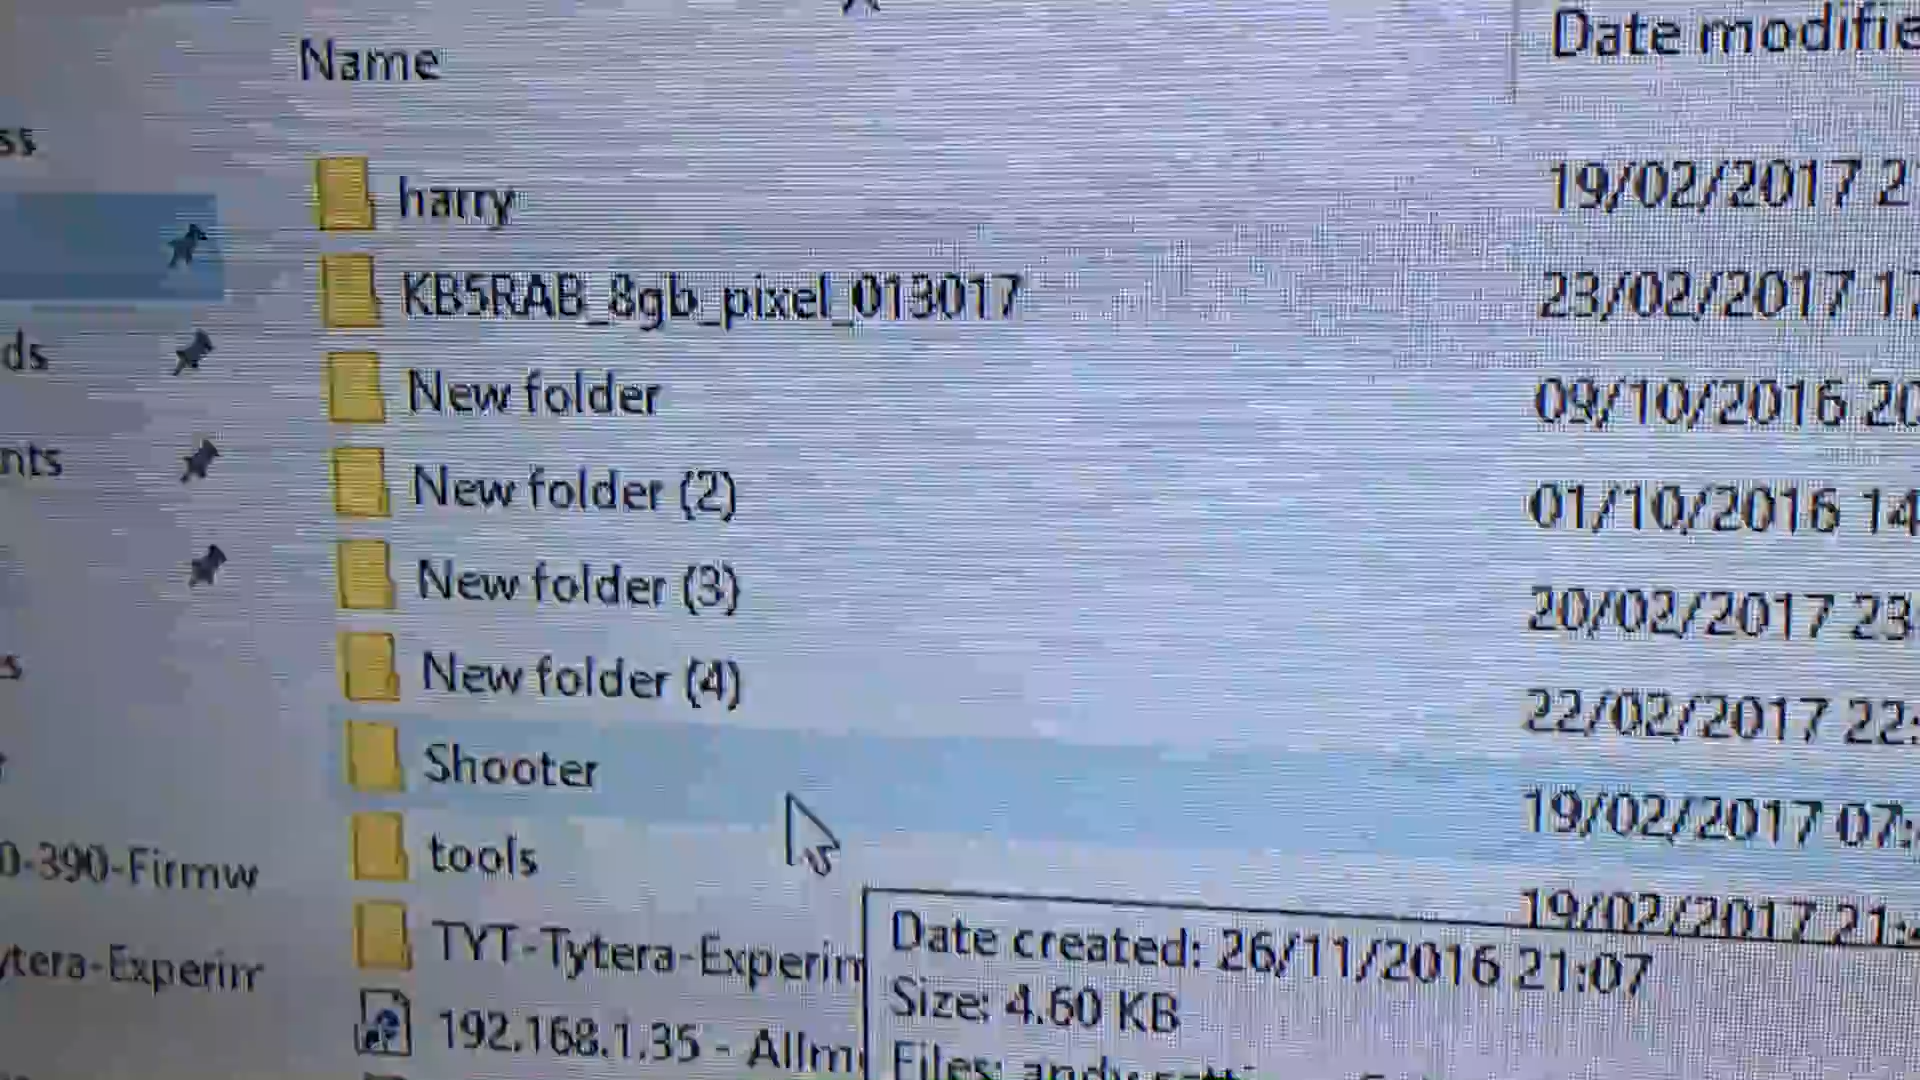 Name Date modifie
ss
harry 19/02/2017 2
KB5RAB_8gb_pixel_013017 23/02/2017 17
ds
New folder 09/10/2016 20
nts
New folder (2) 01/10/2016 14
New folder (3) 20/02/2017 23
s
New folder (4) 22/02/2017 22:
Shooter 19/02/2017 07:
0-390-Firmw
tools 19/02/2017 21:
ytera-Experim
TYT-Tytera-Experim
Date created: 26/11/2016 21:07
Size: 4.60 KB
192.168.1.35 - Allm
Files: andy